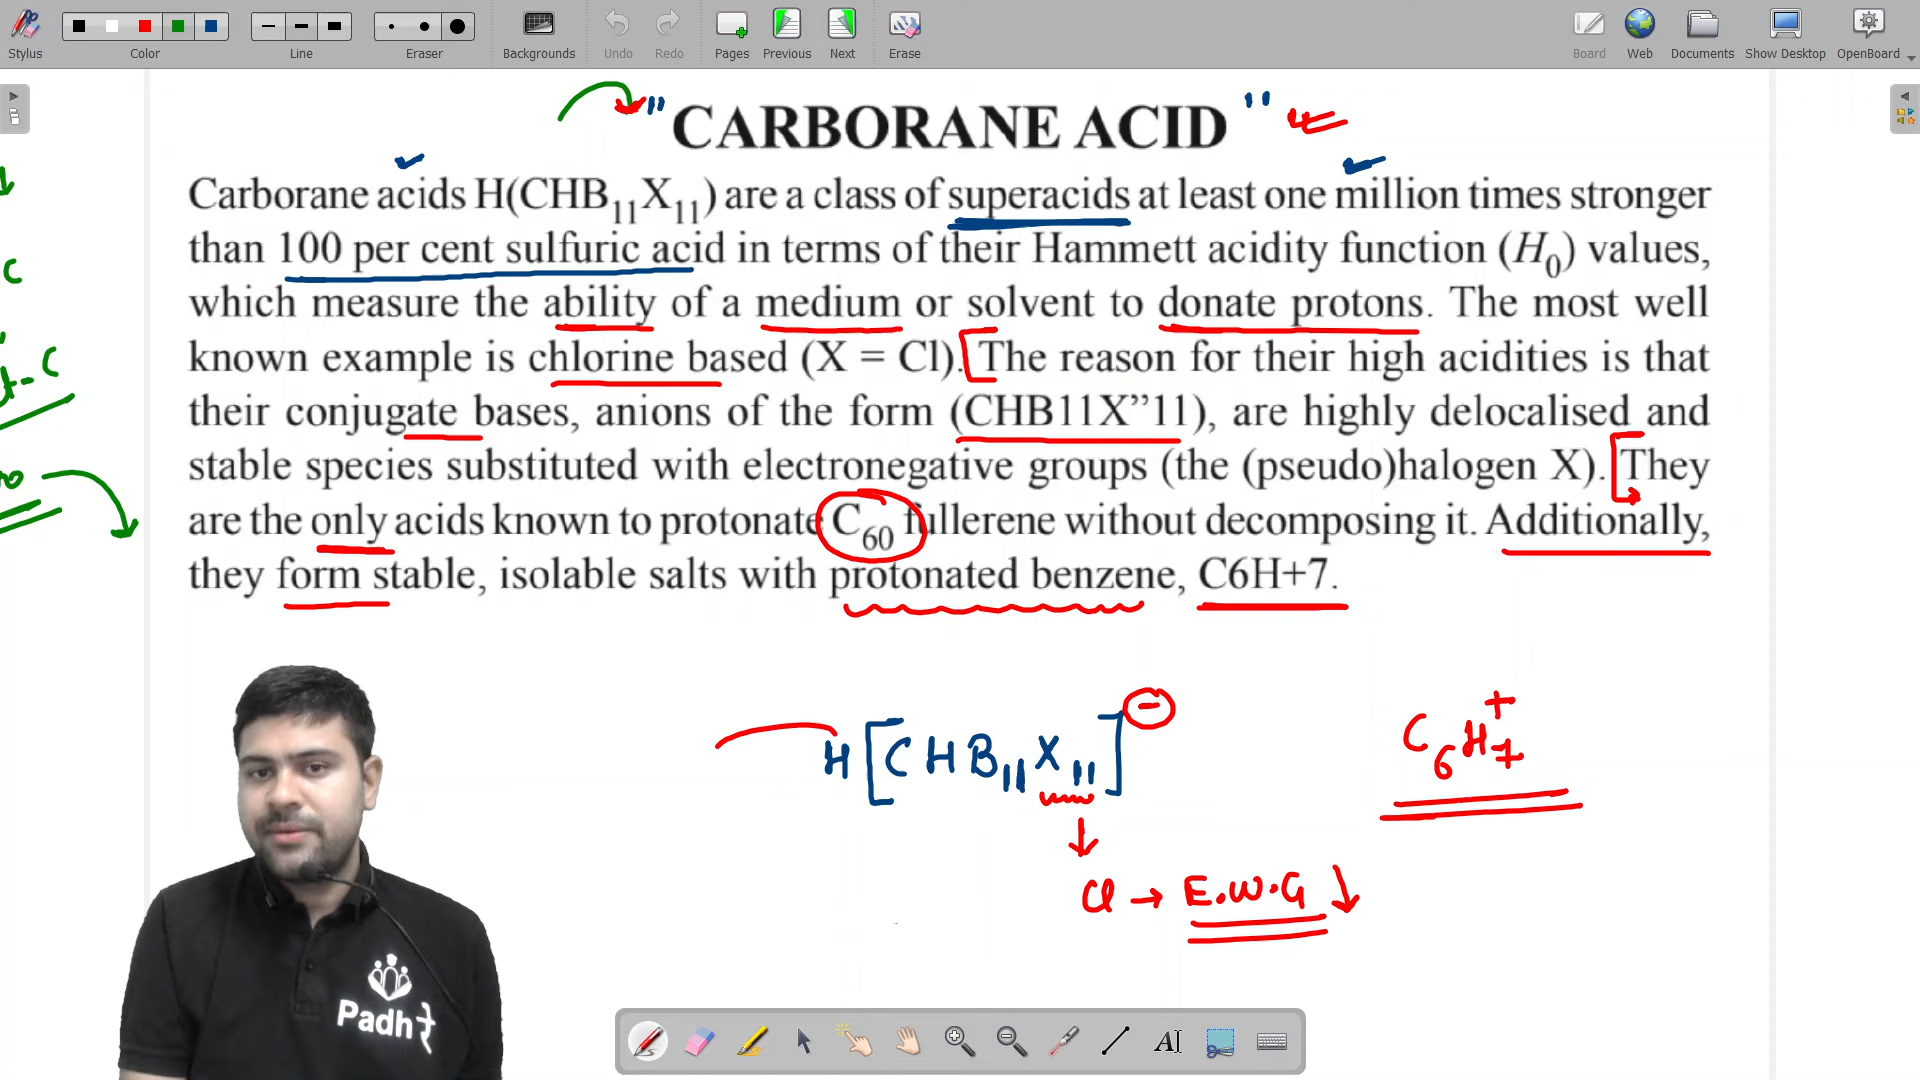 Stylus Color Line Eraser Backgrounds Undo Redo Pages Previous Next Erase Board Web Documents Show Desktop OpenBoard
" CARBORANE ACID "
Carborane acids H(CHB₁₁X₁₁) are a class of superacids at least one million times stronger
than 100 per cent sulfuric acid in terms of their Hammett acidity function (H₀) values,
which measure the ability of a medium or solvent to donate protons. The most well
known example is chlorine based (X = Cl). The reason for their high acidities is that
their conjugate bases, anions of the form (CHB11X”11), are highly delocalised and
stable species substituted with electronegative groups (the (pseudo)halogen X). They
are the only acids known to protonate C₆₀ fullerene without decomposing it. Additionally,
they form stable, isolable salts with protonated benzene, C6H+7.
H[CHB₁₁X₁₁]⁻
C₆H₇⁺
Cl → E.W.G ↓
Padhरे
AI